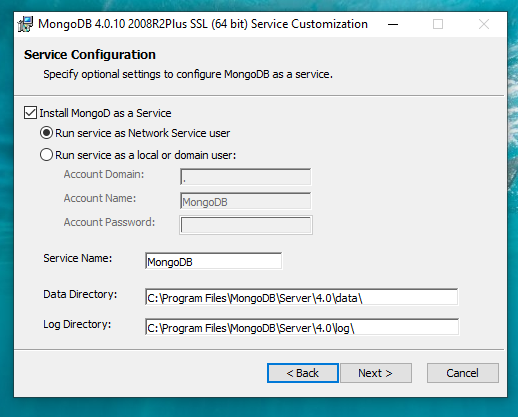 MongoDB 4.0.10 2008R2Plus SSL (64 bit) Service Customization
Service Configuration
Specify optional settings to configure MongoDB as a service.
Install MongoD as a Service
Run service as Network Service user
Run service as a local or domain user:
Account Domain: .
Account Name: MongoDB
Account Password:
Service Name: MongoDB
Data Directory: C:\Program Files\MongoDB\Server\4.0\data\
Log Directory: C:\Program Files\MongoDB\Server\4.0\log\
< Back Next > Cancel